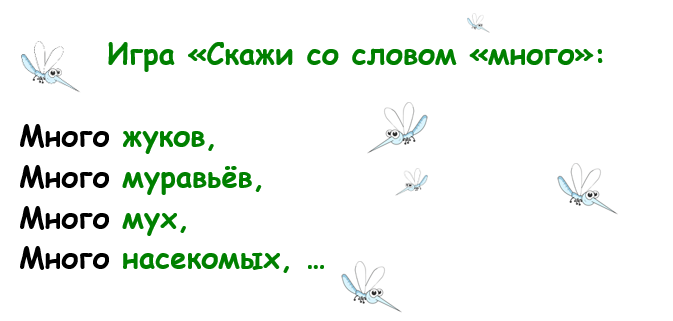 Игра «Скажи со словом «много»:
Много жуков,
Много муравьёв,
Много мух,
Много насекомых, ...